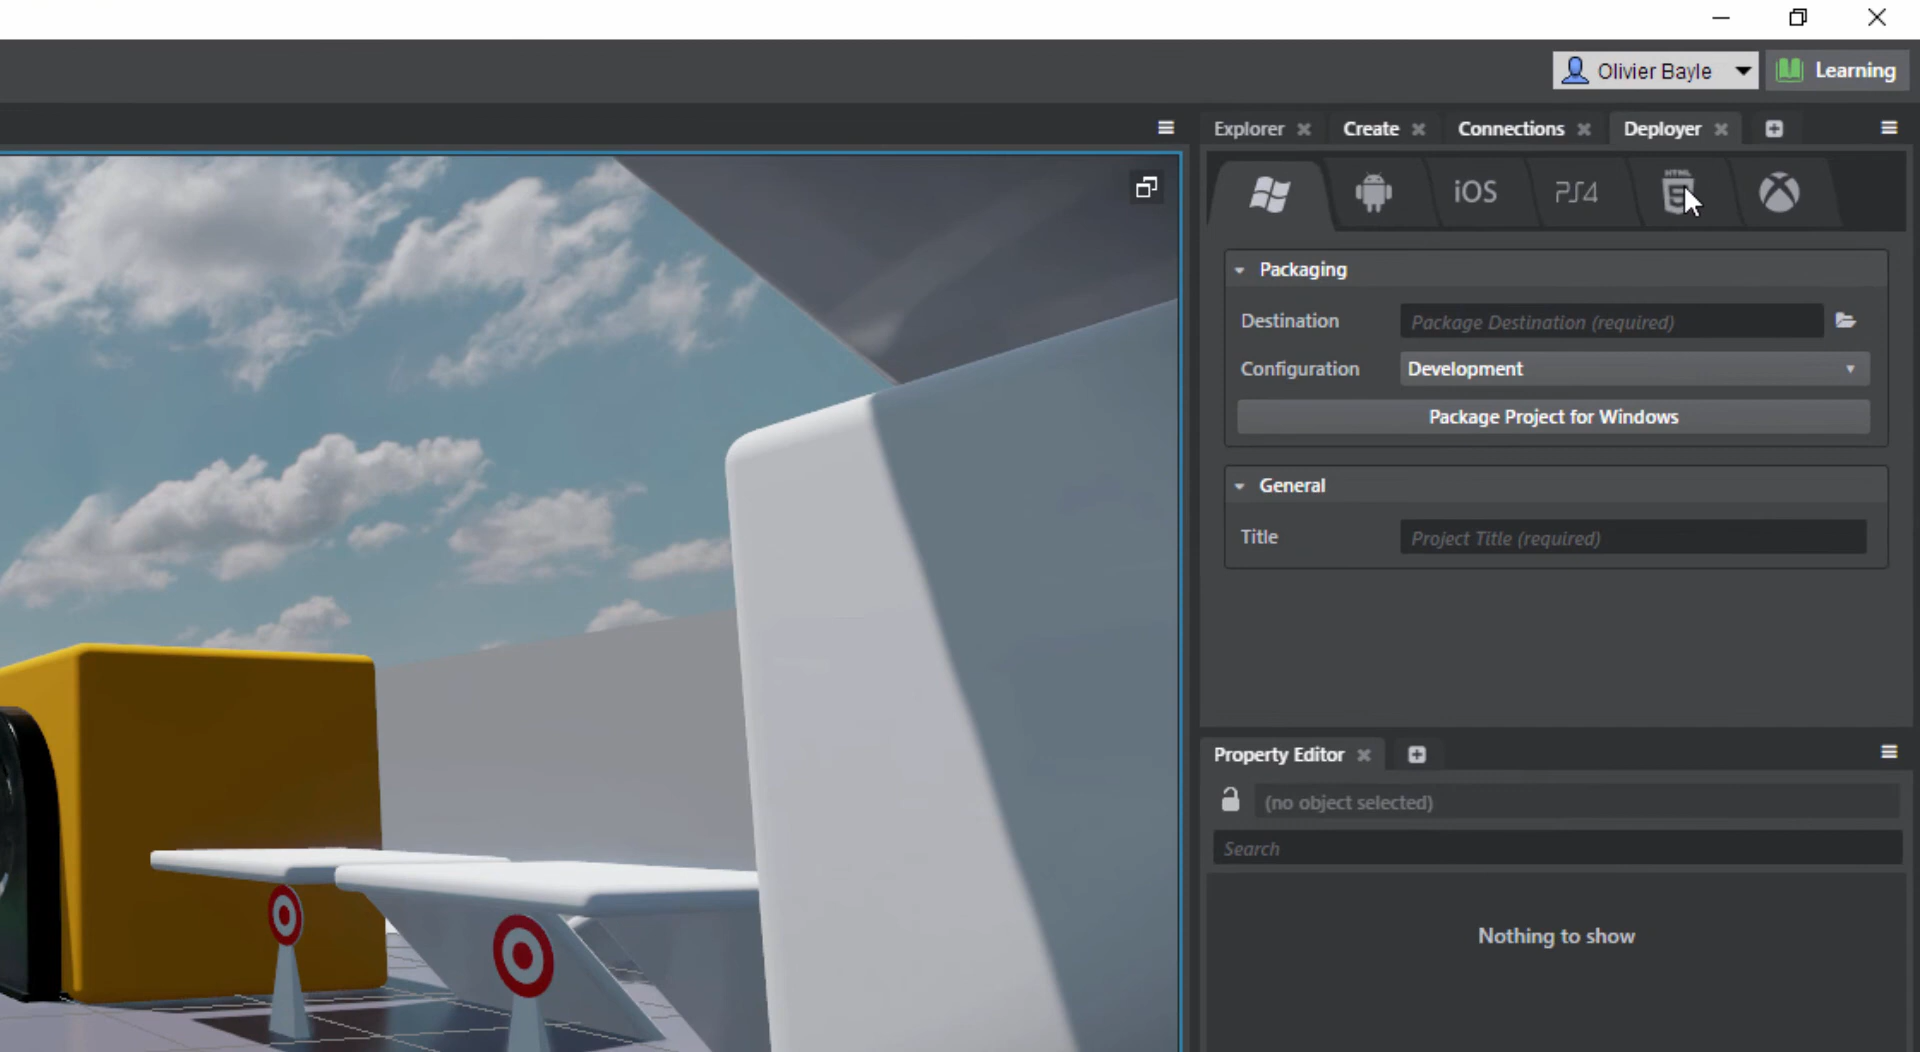 Olivier Bayle
Learning
Explorer
Create
Connections
Deployer
iOS
PS4
HTML
Packaging
Destination
Package Destination (required)
Configuration
Development
Package Project for Windows
General
Title
Project Title (required)
Property Editor
(no object selected)
Search
Nothing to show